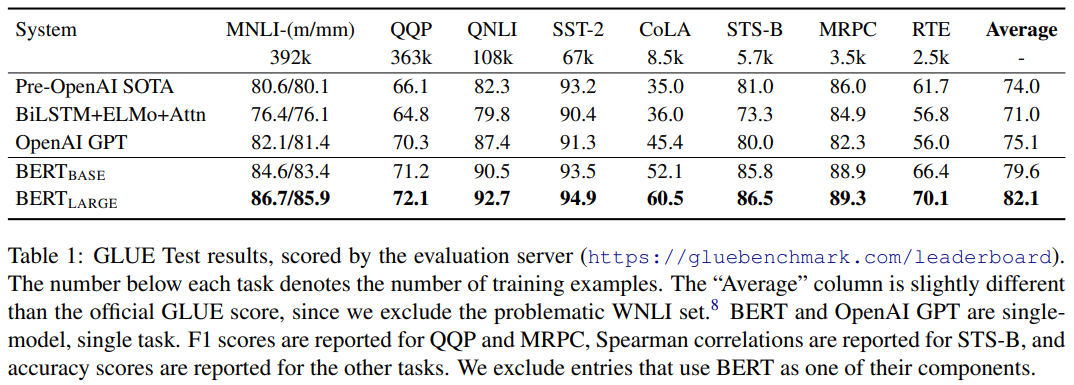 System MNLI-(m/mm) QQP QNLI SST-2 CoLA STS-B MRPC RTE Average
392k 363k 108k 67k 8.5k 5.7k 3.5k 2.5k -
Pre-OpenAI SOTA 80.6/80.1 66.1 82.3 93.2 35.0 81.0 86.0 61.7 74.0
BiLSTM+ELMo+Attn 76.4/76.1 64.8 79.8 90.4 36.0 73.3 84.9 56.8 71.0
OpenAI GPT 82.1/81.4 70.3 87.4 91.3 45.4 80.0 82.3 56.0 75.1
BERTBASE 84.6/83.4 71.2 90.5 93.5 52.1 85.8 88.9 66.4 79.6
BERTLARGE 86.7/85.9 72.1 92.7 94.9 60.5 86.5 89.3 70.1 82.1
Table 1: GLUE Test results, scored by the evaluation server (https://gluebenchmark.com/leaderboard).
The number below each task denotes the number of training examples. The “Average” column is slightly different
than the official GLUE score, since we exclude the problematic WNLI set.8 BERT and OpenAI GPT are single-
model, single task. F1 scores are reported for QQP and MRPC, Spearman correlations are reported for STS-B, and
accuracy scores are reported for the other tasks. We exclude entries that use BERT as one of their components.